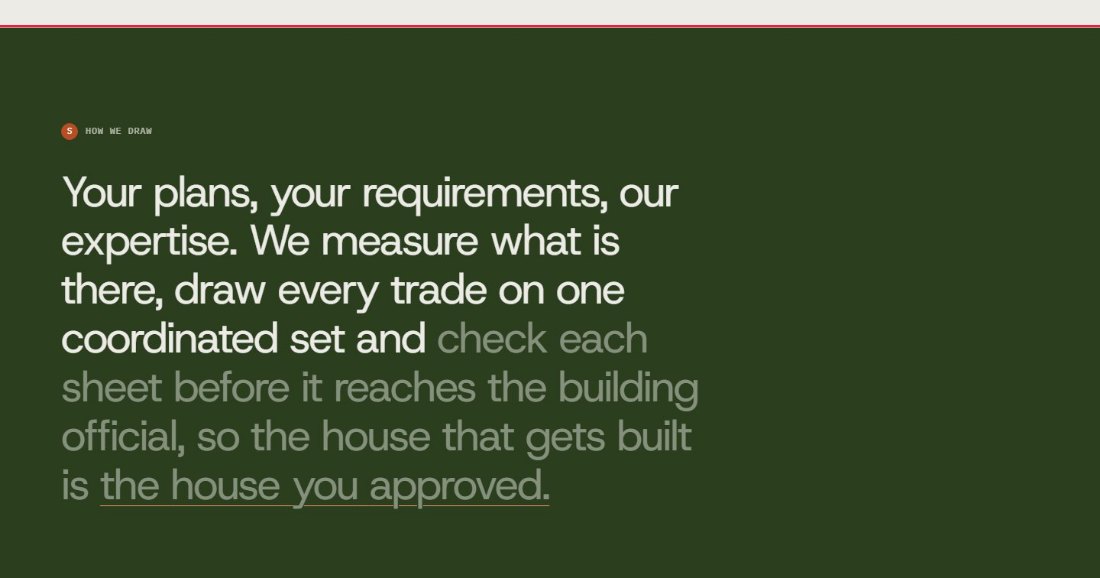 S HOW WE DRAW
Your plans, your requirements, our
expertise. We measure what is
there, draw every trade on one
coordinated set and check each
sheet before it reaches the building
official, so the house that gets built
is the house you approved.